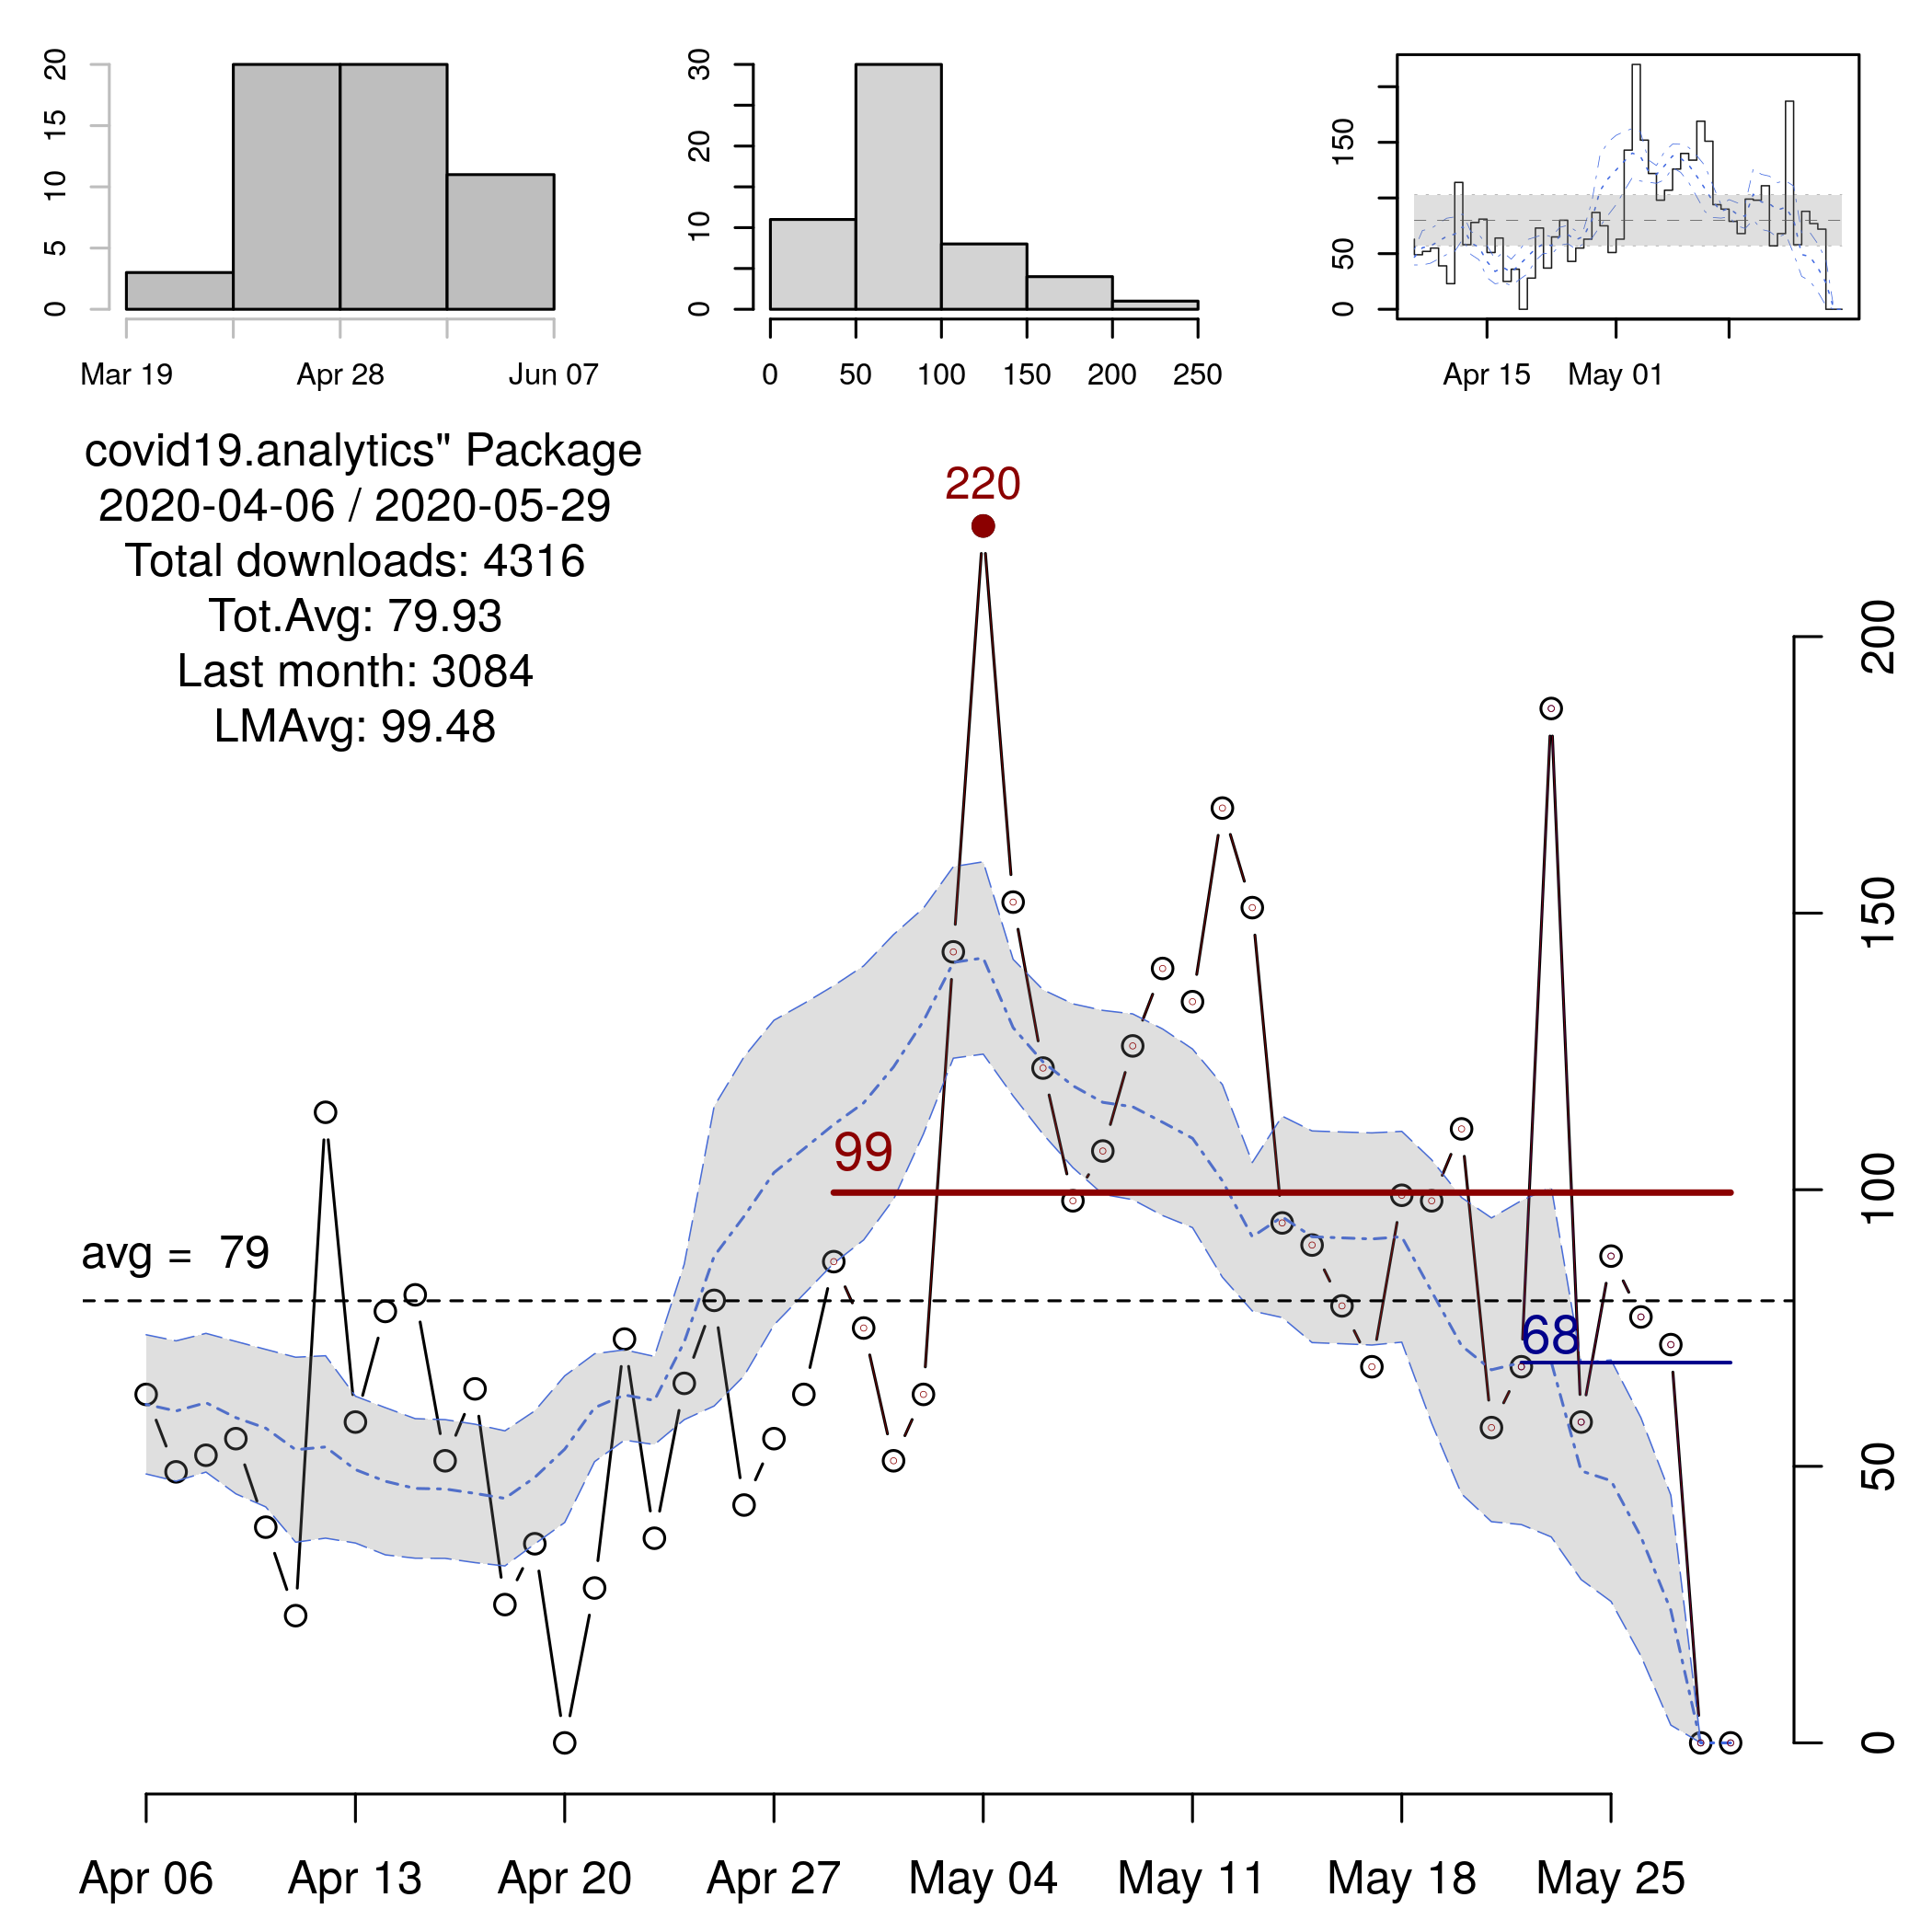 20
15
10
5
0
Mar 19 Apr 28 Jun 07
30
20
10
0
0 50 100 150 200 250
150
50
0
Apr 15 May 01
covid19.analytics" Package
2020-04-06 / 2020-05-29
Total downloads: 4316
Tot.Avg: 79.93
Last month: 3084
LMAvg: 99.48
220
99
avg = 79
68
200
150
100
50
0
Apr 06 Apr 13 Apr 20 Apr 27 May 04 May 11 May 18 May 25